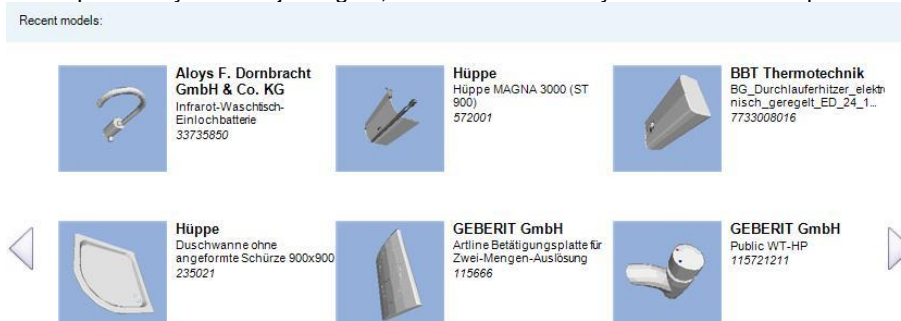 Recent models:
Aloys F. Dornbracht
GmbH & Co. KG
Infrarot-Waschtisch-
Einlochbatterie
33735850
Hüppe
Hüppe MAGNA 3000 (ST
900)
572001
BBT Thermotechnik
BG_Durchlauferhitzer_elektro
nisch_geregelt_ED_24_1...
7733008016
Hüppe
Duschwanne ohne
angeformte Schürze 900x900
235021
GEBERIT GmbH
Artline Betätigungsplatte für
Zwei-Mengen-Auslösung
115666
GEBERIT GmbH
Public WT-HP
115721211